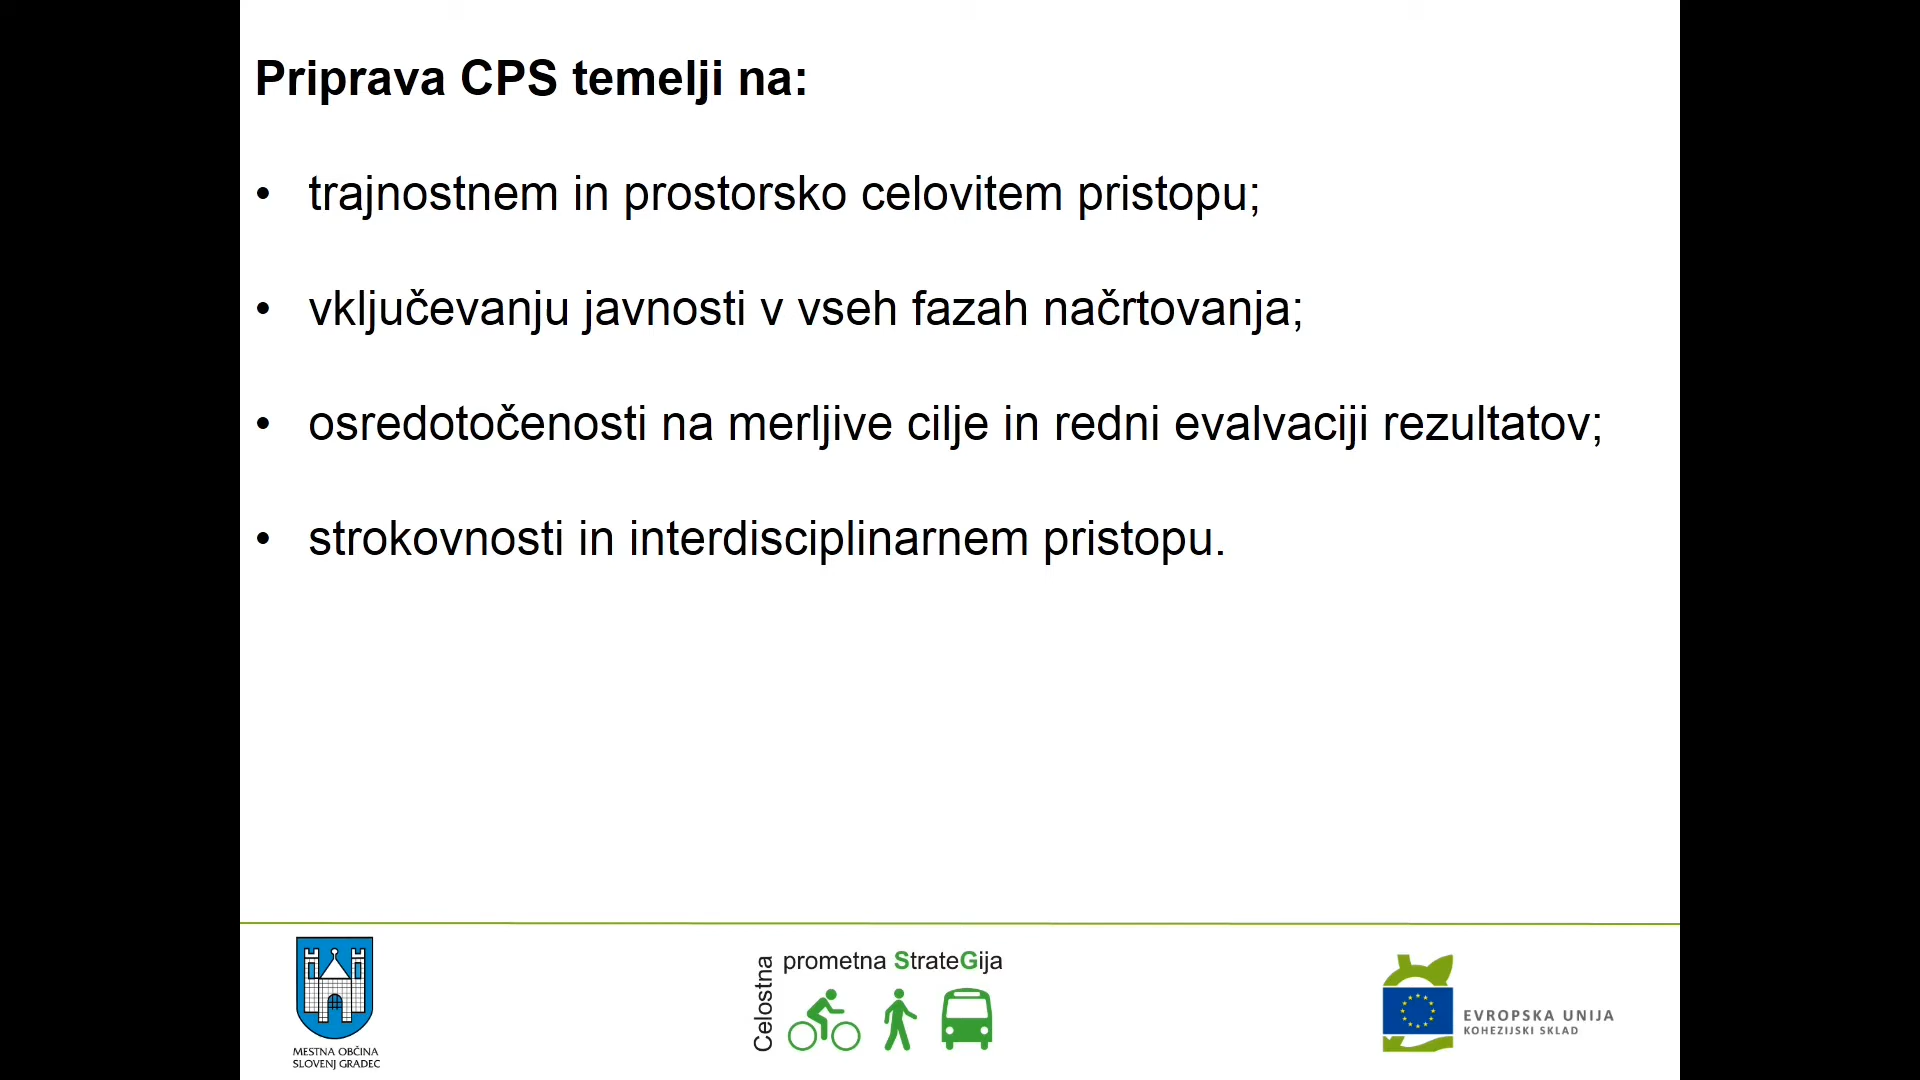 Priprava CPS temelji na:
• trajnostnem in prostorsko celovitem pristopu;
• vključevanju javnosti v vseh fazah načrtovanja;
• osredotočenosti na merljive cilje in redni evalvaciji rezultatov;
• strokovnosti in interdisciplinarnem pristopu.
MESTNA OBČINA
SLOVENJ GRADEC
Celostna
prometna StrateGija
EVROPSKA UNIJA
KOHEZIJSKI SKLAD